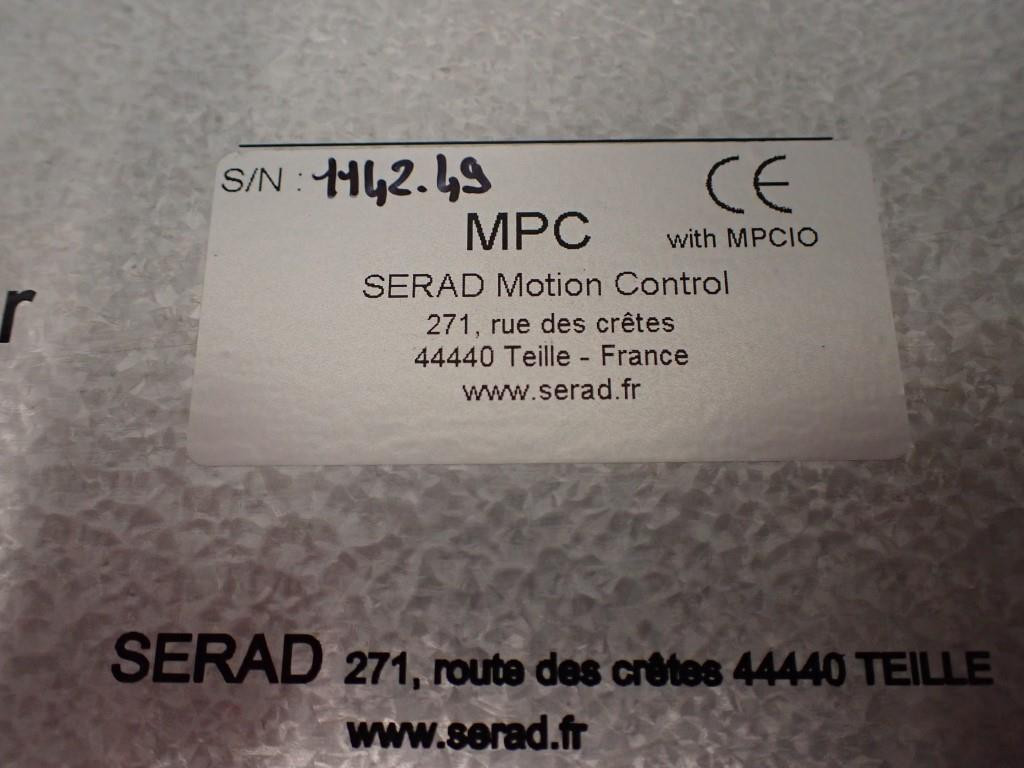 S/N : 1142.49
CE
MPC
with MPCIO
SERAD Motion Control
271, rue des crêtes
44440 Teille - France
www.serad.fr
r
SERAD 271, route des crêtes 44440 TEILLE
www.serad.fr